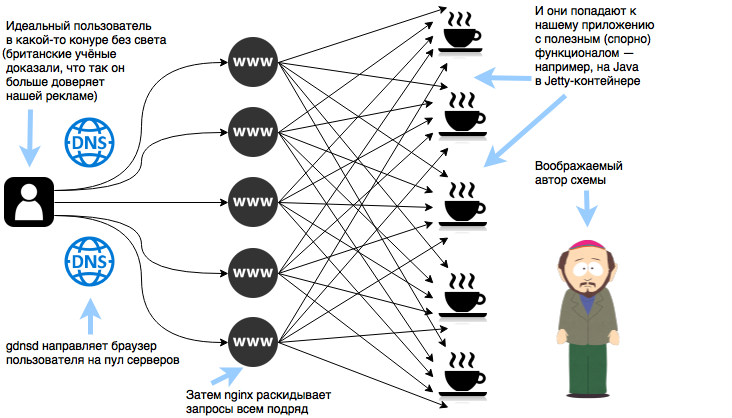 Идеальный пользователь
в какой-то конуре без света
(британские учёные
доказали, что так он
больше доверяет
нашей рекламе)
DNS
DNS
gdnsd направляет браузер
пользователя на пул серверов
www
www
www
www
www
Затем nginx раскидывает
запросы всем подряд
И они попадают к
нашему приложению
с полезным (спорно)
функционалом —
например, на Java
в Jetty-контейнере
Воображаемый
автор схемы